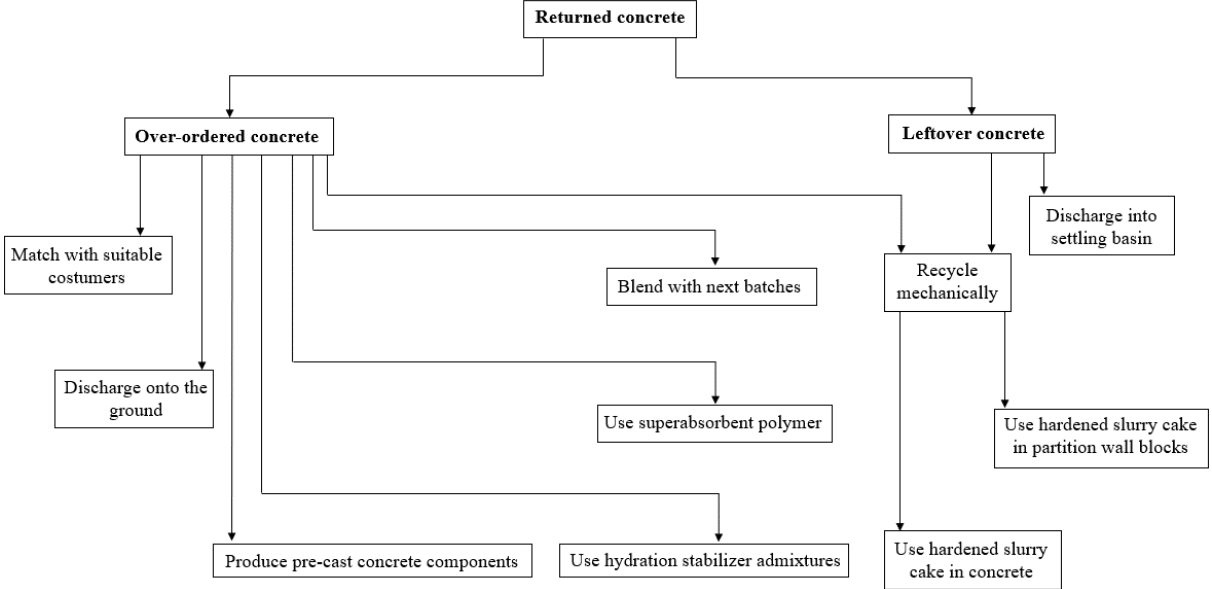 Returned concrete
Over-ordered concrete
Leftover concrete
Match with suitable
costumers
Discharge into
settling basin
Blend with next batches
Recycle
mechanically
Discharge onto the
ground
Use superabsorbent polymer
Use hardened slurry cake
in partition wall blocks
Produce pre-cast concrete components
Use hydration stabilizer admixtures
Use hardened slurry
cake in concrete